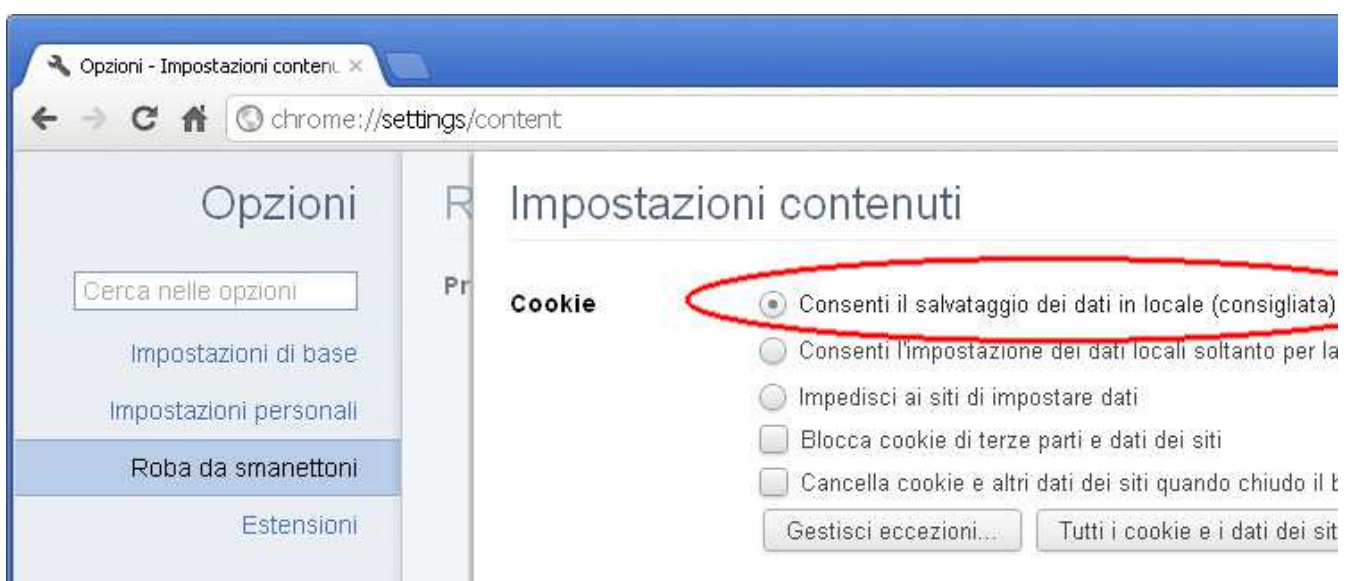 Opzioni - Impostazioni conten
chrome://settings/content
Opzioni
Cerca nelle opzioni
Impostazioni di base
Impostazioni personali
Roba da smanettoni
Estensioni
R
Pr
Impostazioni contenuti
Cookie
Consenti il salvataggio dei dati in locale (consigliata)
Consenti l'impostazione dei dati locali soltanto per la
Impedisci ai siti di impostare dati
Blocca cookie di terze parti e dati dei siti
Cancella cookie e altri dati dei siti quando chiudo il b
Gestisci eccezioni...
Tutti i cookie e i dati dei sit